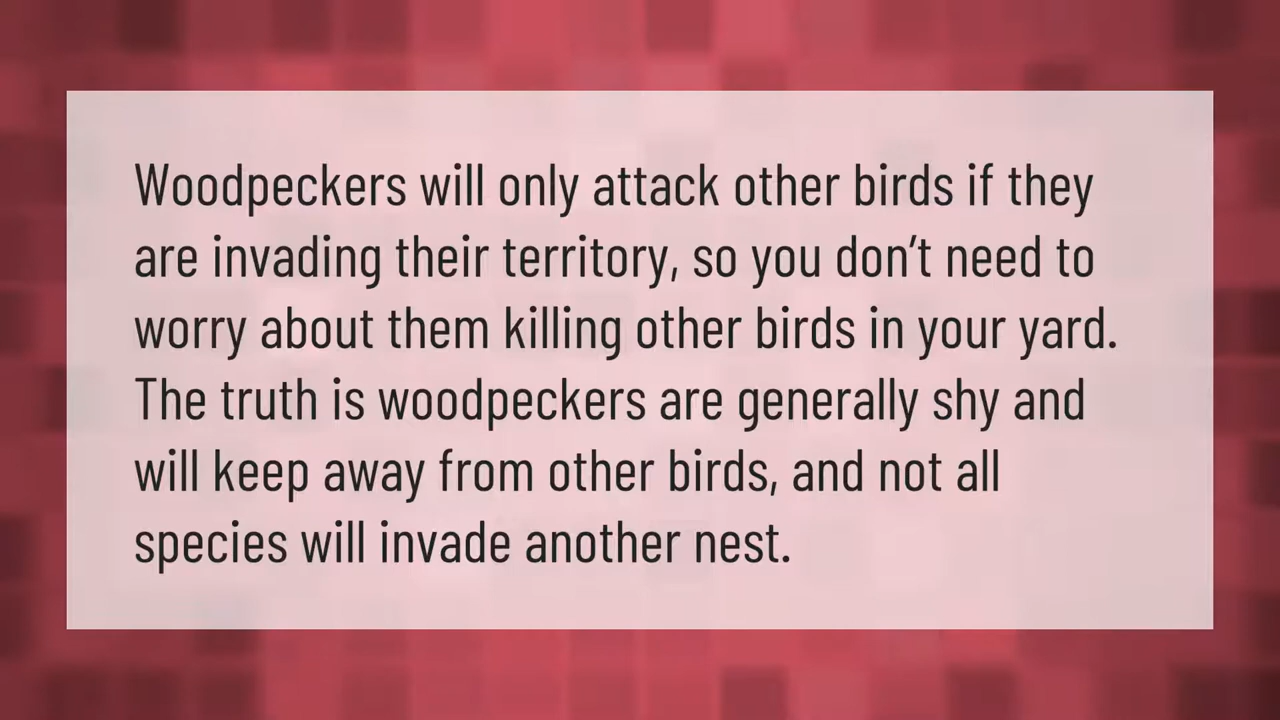 Woodpeckers will only attack other birds if they
are invading their territory, so you don’t need to
worry about them killing other birds in your yard.
The truth is woodpeckers are generally shy and
will keep away from other birds, and not all
species will invade another nest.